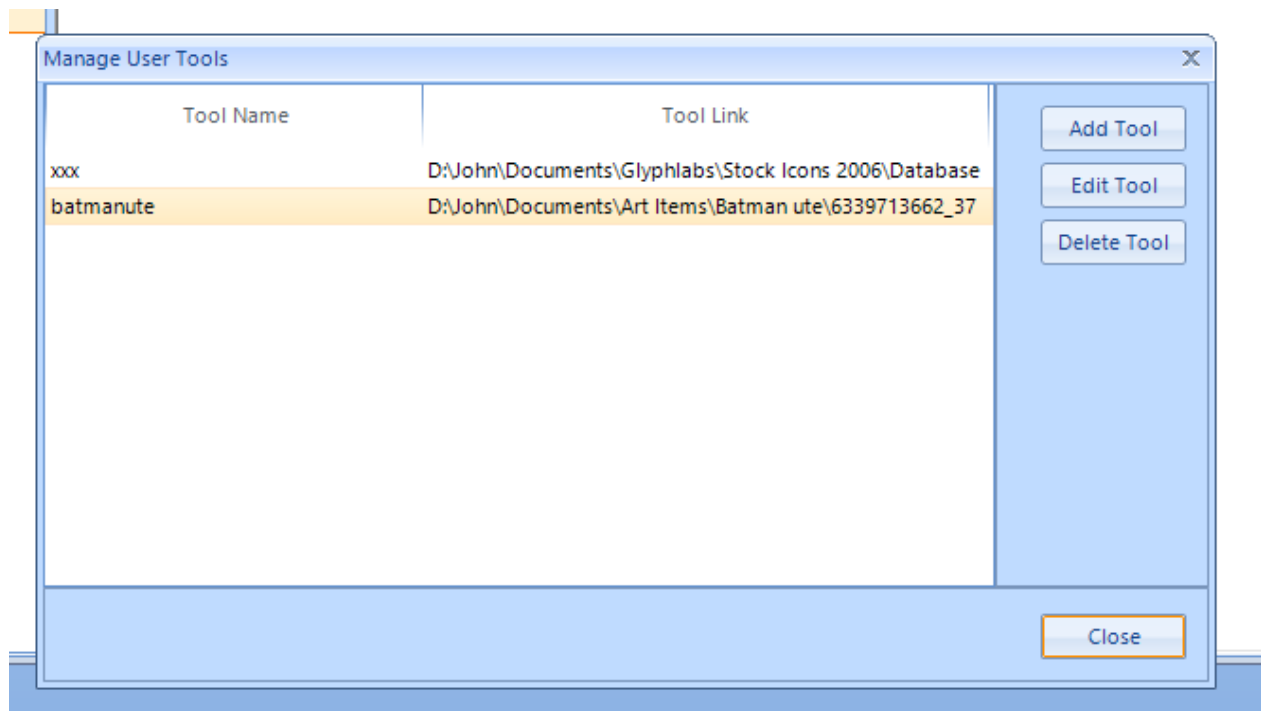 Manage User Tools
Tool Name Tool Link
Add Tool
xxx D:\John\Documents\Glyphlabs\Stock Icons 2006\Database
Edit Tool
batmanute D:\John\Documents\Art Items\Batman ute\6339713662_37
Delete Tool
Close